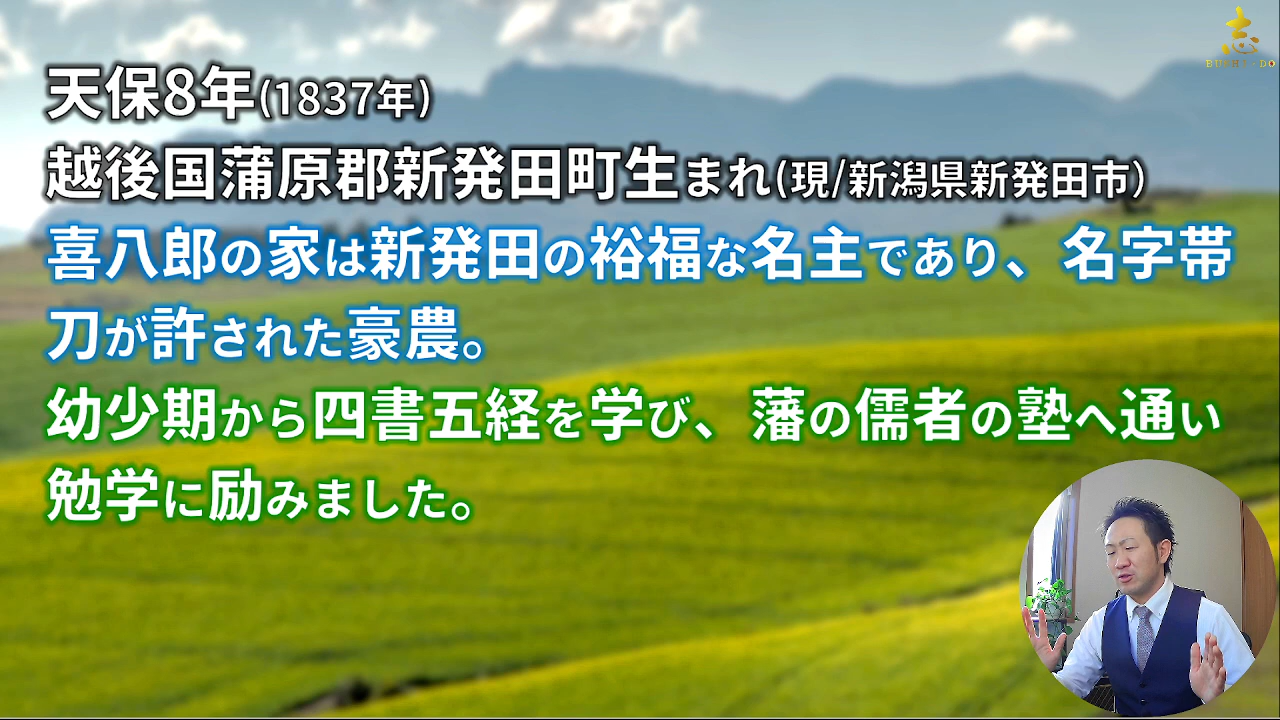 志
BUSHI-DO
天保8年(1837年)
越後国蒲原郡新発田町生まれ(現/新潟県新発田市)
喜八郎の家は新発田の裕福な名主であり、名字帯
刀が許された豪農。
幼少期から四書五経を学び、藩の儒者の塾へ通い
勉学に励みました。